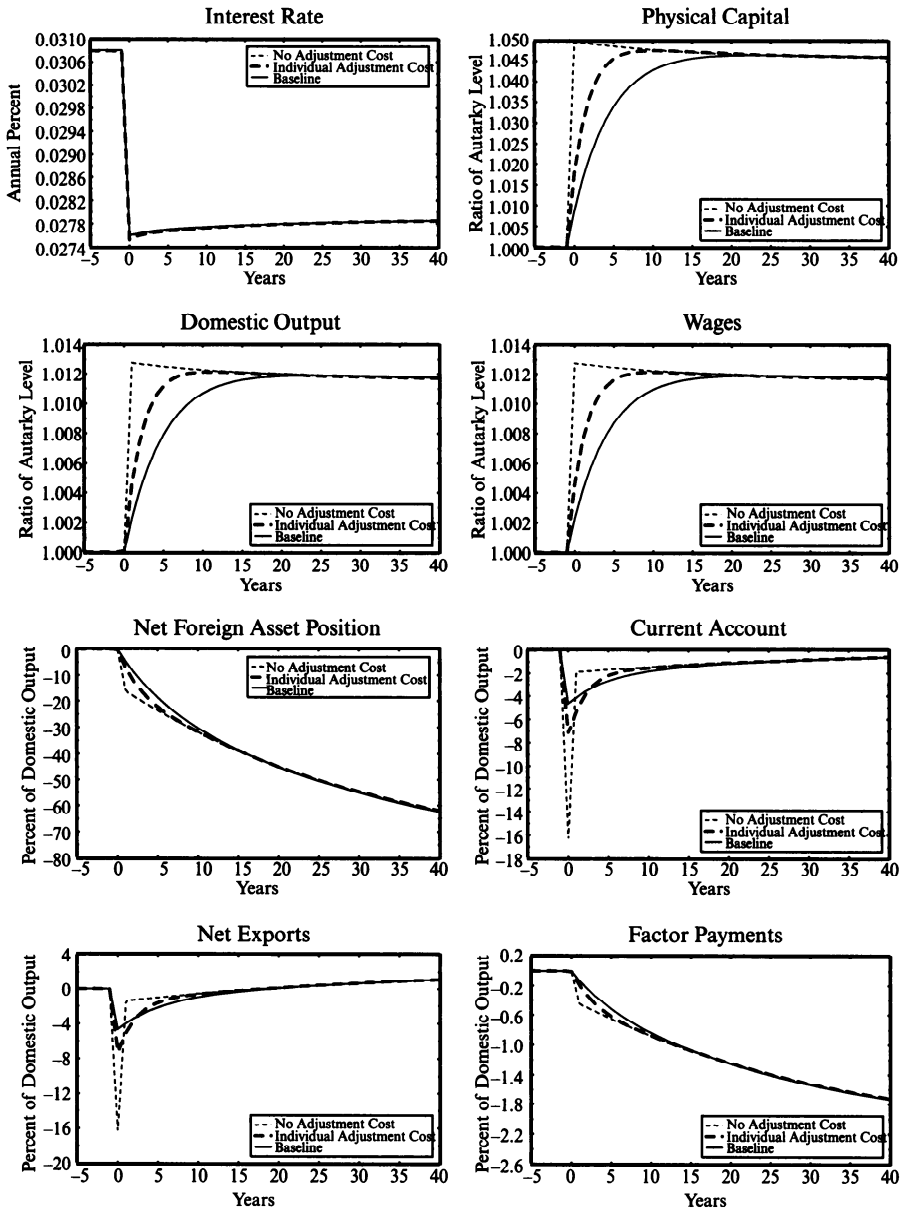 Interest Rate
Annual Percent
0.0310
0.0306
0.0302
0.0298
0.0294
0.0290
0.0286
0.0282
0.0278
0.0274
No Adjustment Cost
Individual Adjustment Cost
Baseline
-5 0 5 10 15 20 25 30 35 40
Years
Physical Capital
Ratio of Autarky Level
1.050
1.045
1.040
1.035
1.030
1.025
1.020
1.015
1.010
1.005
1.000
No Adjustment Cost
Individual Adjustment Cost
Baseline
-5 0 5 10 15 20 25 30 35 40
Years
Domestic Output
Ratio of Autarky Level
1.014
1.012
1.010
1.008
1.006
1.004
1.002
1.000
No Adjustment Cost
Individual Adjustment Cost
Baseline
-5 0 5 10 15 20 25 30 35 40
Years
Wages
Ratio of Autarky Level
1.014
1.012
1.010
1.008
1.006
1.004
1.002
1.000
No Adjustment Cost
Individual Adjustment Cost
Baseline
-5 0 5 10 15 20 25 30 35 40
Years
Net Foreign Asset Position
Percent of Domestic Output
0
-10
-20
-30
-40
-50
-60
-70
-80
No Adjustment Cost
Individual Adjustment Cost
Baseline
-5 0 5 10 15 20 25 30 35 40
Years
Current Account
Percent of Domestic Output
0
-2
-4
-6
-8
-10
-12
-14
-16
-18
No Adjustment Cost
Individual Adjustment Cost
Baseline
-5 0 5 10 15 20 25 30 35 40
Years
Net Exports
Percent of Domestic Output
4
0
-4
-8
-12
-16
-20
No Adjustment Cost
Individual Adjustment Cost
Baseline
-5 0 5 10 15 20 25 30 35 40
Years
Factor Payments
Percent of Domestic Output
0.2
-0.2
-0.6
-1.0
-1.4
-1.8
-2.2
-2.6
No Adjustment Cost
Individual Adjustment Cost
Baseline
-5 0 5 10 15 20 25 30 35 40
Years